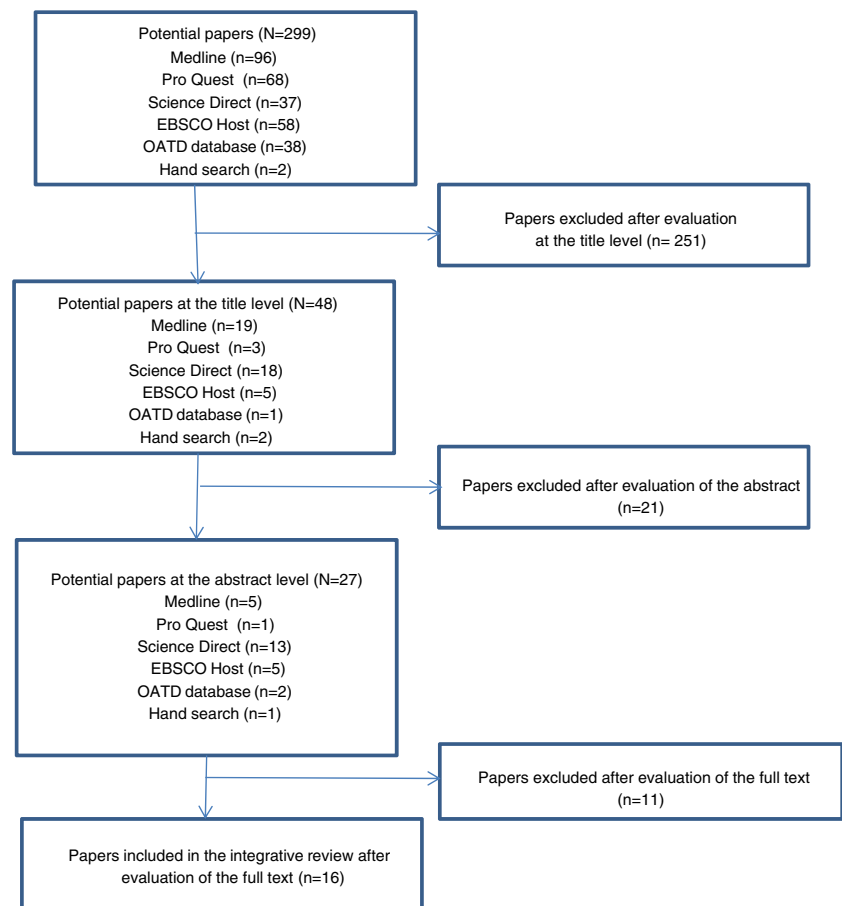 Potential papers (N=299)
Medline (n=96)
Pro Quest (n=68)
Science Direct (n=37)
EBSCO Host (n=58)
OATD database (n=38)
Hand search (n=2)
Papers excluded after evaluation
at the title level (n= 251)
Potential papers at the title level (N=48)
Medline (n=19)
Pro Quest (n=3)
Science Direct (n=18)
EBSCO Host (n=5)
OATD database (n=1)
Hand search (n=2)
Papers excluded after evaluation of the abstract
(n=21)
Potential papers at the abstract level (N=27)
Medline (n=5)
Pro Quest (n=1)
Science Direct (n=13)
EBSCO Host (n=5)
OATD database (n=2)
Hand search (n=1)
Papers excluded after evaluation of the full text
(n=11)
Papers included in the integrative review after
evaluation of the full text (n=16)